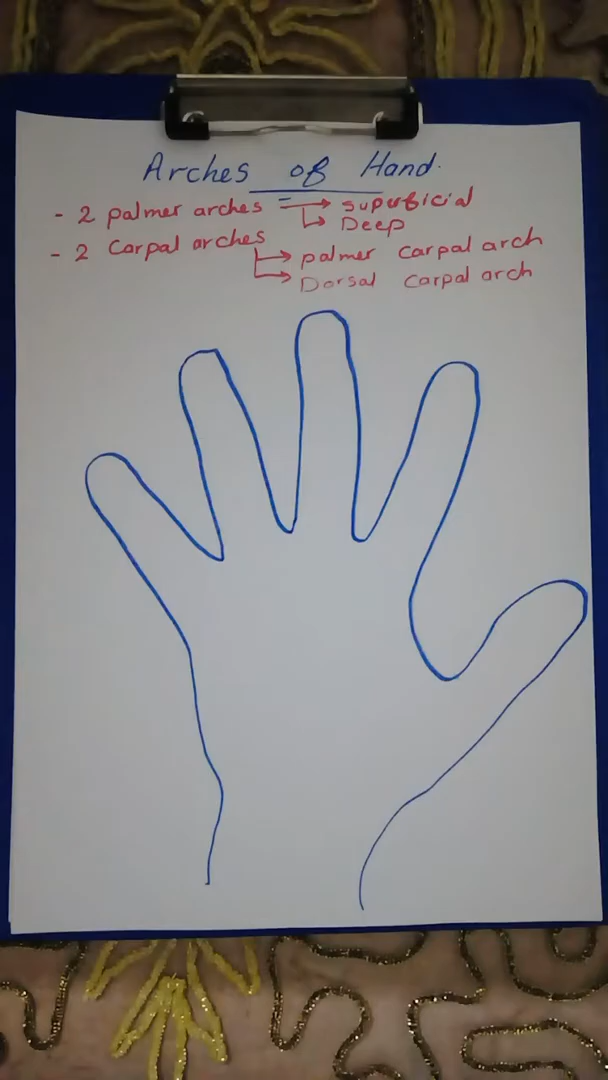 Arches of Hand.
- 2 palmer arches → superficial
→ Deep
- 2 Carpal arches
→ palmer carpal arch
→ Dorsal carpal arch